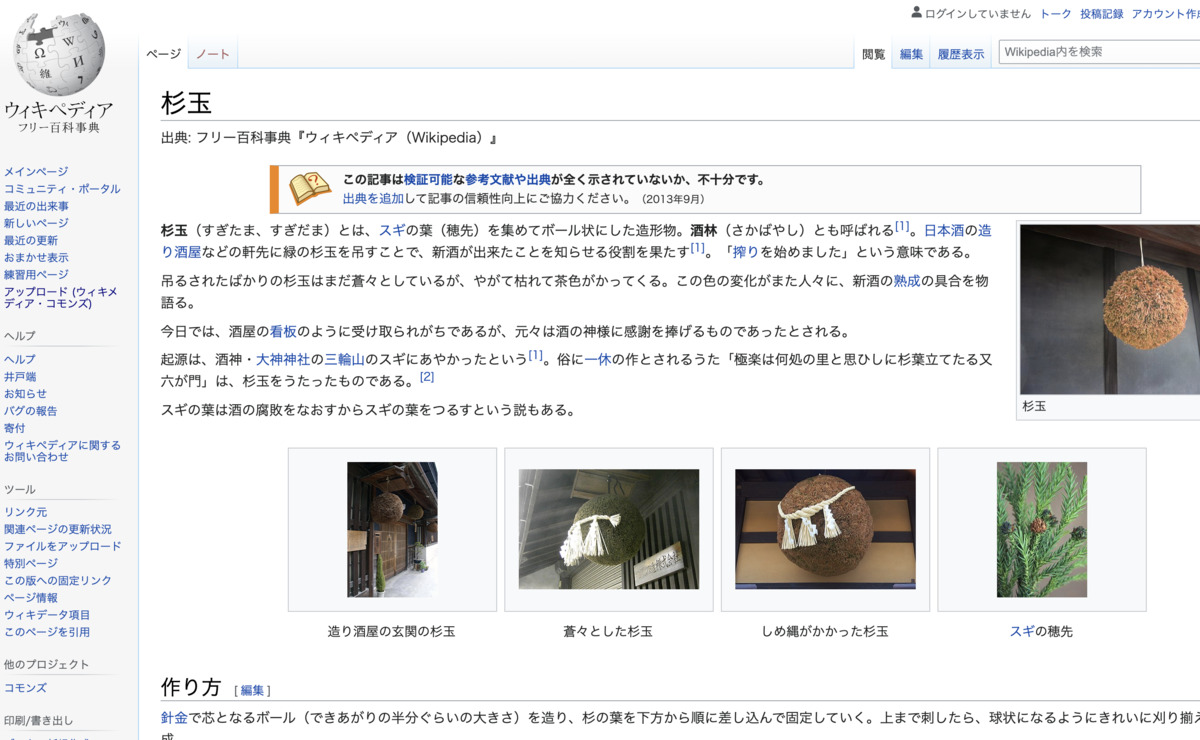 ログインしていません トーク 投稿記録 アカウント作成
ページ ノート 閲覧 編集 履歴表示 Wikipedia内を検索
ウィキペディア
フリー百科事典
メインページ
コミュニティ・ポータル
最近の出来事
新しいページ
最近の更新
おまかせ表示
練習用ページ
アップロード (ウィキメ
ディア・コモンズ)
ヘルプ
ヘルプ
井戸端
お知らせ
バグの報告
寄付
ウィキペディアに関する
お問い合わせ
ツール
リンク元
関連ページの更新状況
ファイルをアップロード
特別ページ
この版への固定リンク
ページ情報
ウィキデータ項目
このページを引用
他のプロジェクト
コモンズ
印刷/書き出し
杉玉
出典: フリー百科事典『ウィキペディア（Wikipedia）』
この記事は検証可能な参考文献や出典が全く示されていないか、不十分です。
出典を追加して記事の信頼性向上にご協力ください。（2013年9月）
杉玉（すぎたま、すぎだま）とは、スギの葉（穂先）を集めてボール状にした造形物。酒林（さかばやし）とも呼ばれる[1]。日本酒の造
り酒屋などの軒先に緑の杉玉を吊すことで、新酒が出来たことを知らせる役割を果たす[1]。「搾りを始めました」という意味である。
吊るされたばかりの杉玉はまだ蒼々としているが、やがて枯れて茶色がかってくる。この色の変化がまた人々に、新酒の熟成の具合を物
語る。
今日では、酒屋の看板のように受け取られがちであるが、元々は酒の神様に感謝を捧げるものであったとされる。
起源は、酒神・大神神社の三輪山のスギにあやかったという[1]。俗に一休の作とされるうた「極楽は何処の里と思ひしに杉葉立てたる又
六が門」は、杉玉をうたったものである。[2]
スギの葉は酒の腐敗をなおすからスギの葉をつるすという説もある。
杉玉
造り酒屋の玄関の杉玉
蒼々とした杉玉
しめ縄がかかった杉玉
スギの穂先
作り方 [編集]
針金で芯となるボール（できあがりの半分ぐらいの大きさ）を造り、杉の葉を下方から順に差し込んで固定していく。上まで刺したら、球状になるようにきれいに刈り揃え